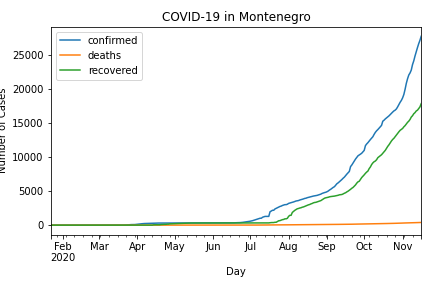 COVID-19 in Montenegro
confirmed
deaths
recovered
Number of Cases
25000
20000
15000
10000
5000
0
Feb Mar Apr May Jun Jul Aug Sep Oct Nov
2020
Day